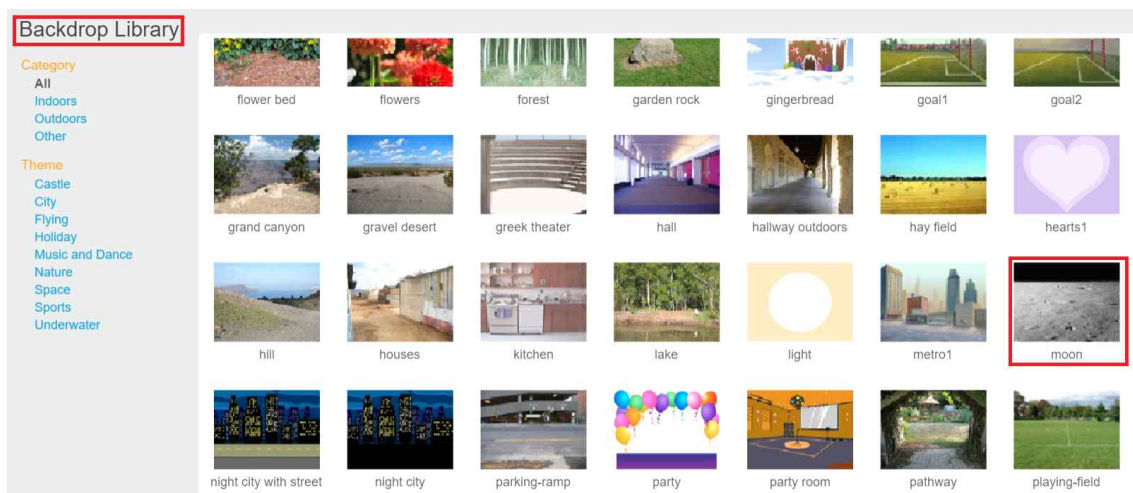 Backdrop Library
Category
All
Indoors
Outdoors
Other
Theme
Castle
City
Flying
Holiday
Music and Dance
Nature
Space
Sports
Underwater
flower bed flowers forest garden rock gingerbread goal1 goal2
grand canyon gravel desert greek theater hall hallway outdoors hay field hearts1
hill houses kitchen lake light metro1 moon
night city with street night city parking-ramp party party room pathway playing-field